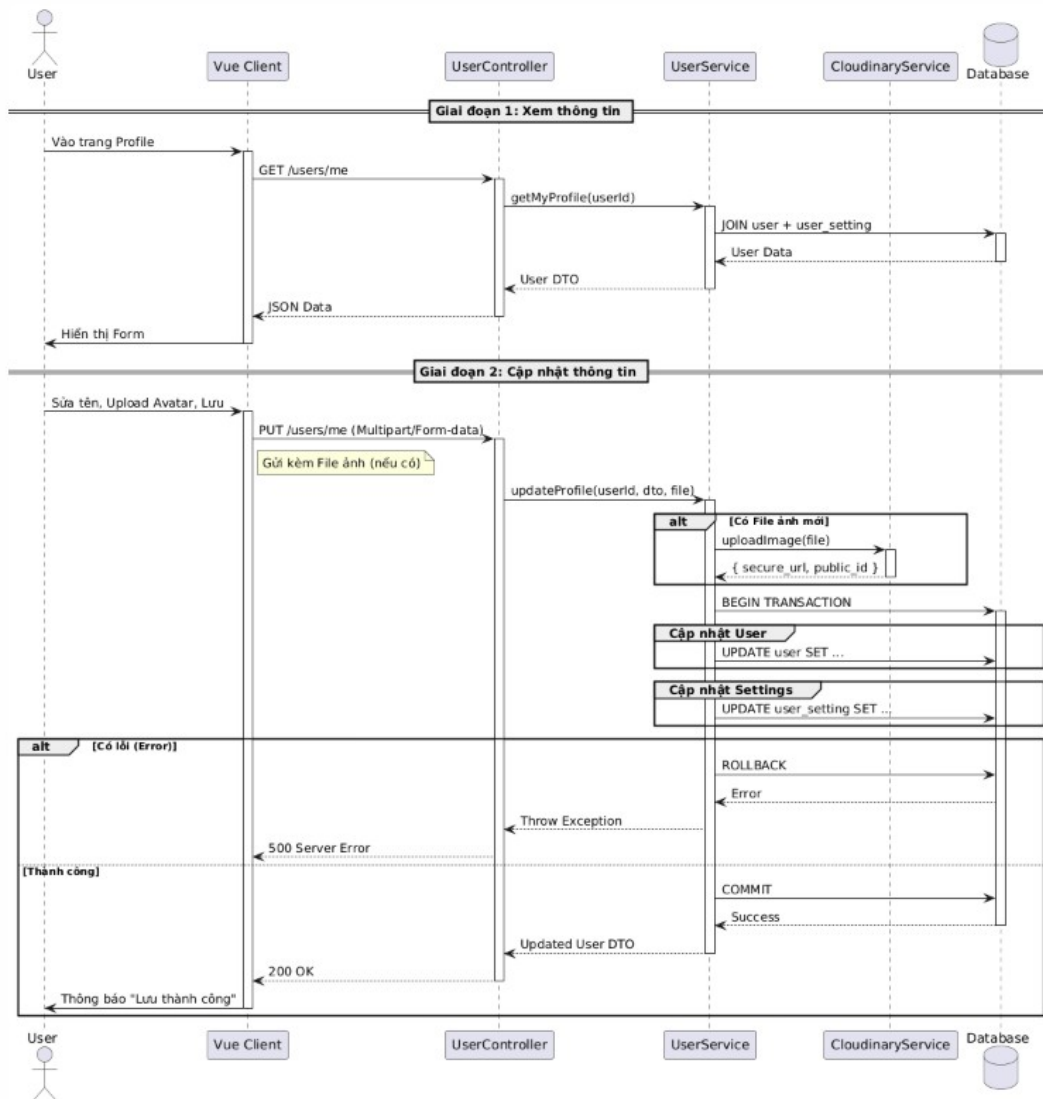 User
Vue Client
UserController
UserService
CloudinaryService
Database
Giai đoạn 1: Xem thông tin
Vào trang Profile
GET /users/me
getMyProfile(userId)
JOIN user + user_setting
User Data
User DTO
JSON Data
Hiển thị Form
Giai đoạn 2: Cập nhật thông tin
Sửa tên, Upload Avatar, Lưu
PUT /users/me (Multipart/Form-data)
Gửi kèm File ảnh (nếu có)
updateProfile(userId, dto, file)
alt [Có File ảnh mới]
uploadImage(file)
{ secure_url, public_id }
BEGIN TRANSACTION
Cập nhật User
UPDATE user SET ...
Cập nhật Settings
UPDATE user_setting SET ...
alt [Có lỗi (Error)]
ROLLBACK
Error
Throw Exception
500 Server Error
[Thành công]
COMMIT
Success
Updated User DTO
200 OK
Thông báo "Lưu thành công"
User
Vue Client
UserController
UserService
CloudinaryService
Database